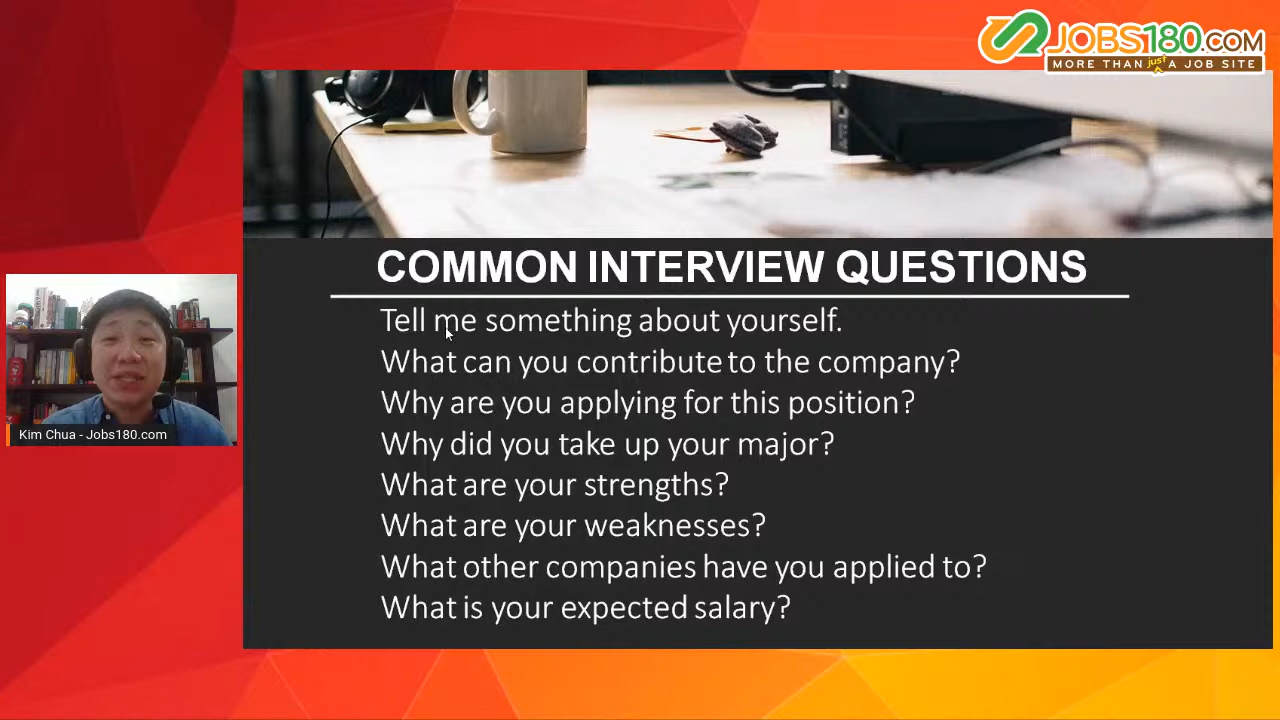 JOBS180.COM
MORE THAN just A JOB SITE
COMMON INTERVIEW QUESTIONS
Tell me something about yourself.
What can you contribute to the company?
Why are you applying for this position?
Why did you take up your major?
What are your strengths?
What are your weaknesses?
What other companies have you applied to?
What is your expected salary?
Kim Chua - Jobs180.com